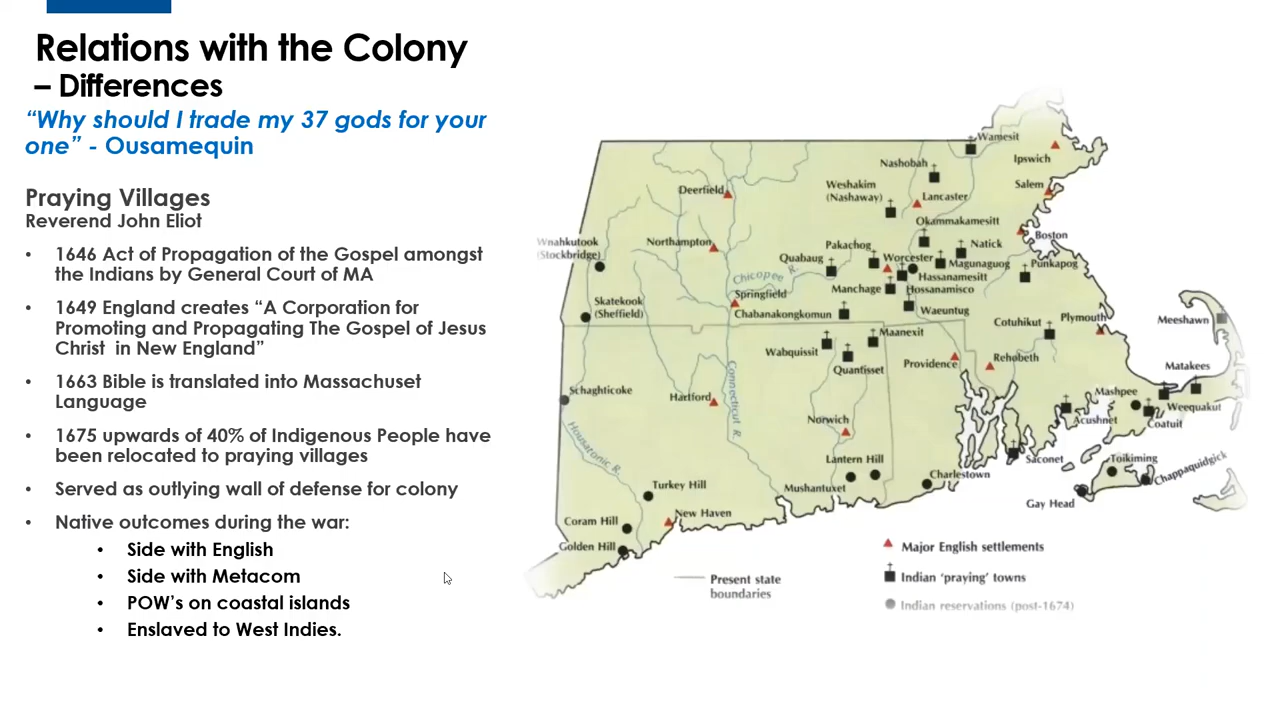 Relations with the Colony
– Differences
“Why should I trade my 37 gods for your
one” - Ousamequin
Praying Villages
Reverend John Eliot
• 1646 Act of Propagation of the Gospel amongst
the Indians by General Court of MA
• 1649 England creates “A Corporation for
Promoting and Propagating The Gospel of Jesus
Christ in New England”
• 1663 Bible is translated into Massachuset
Language
• 1675 upwards of 40% of Indigenous People have
been relocated to praying villages
• Served as outlying wall of defense for colony
• Native outcomes during the war:
• Side with English
• Side with Metacom
• POW’s on coastal islands
• Enslaved to West Indies.
Wamesit
Nashobah
Ipswich
Weshakim
(Nashaway)
Salem
Deerfield
Lancaster
Okammakamesitt
Boston
Wnahkutook
(Stockbridge)
Northampton
Pakachog
Natick
Quabaug
Worcester
Magunaguog
Punkapog
Chicopee R.
Hassanamesitt
Manchage
Hossanamisco
Skatekook
(Sheffield)
Springfield
Chabanakongkomun
Waeuntug
Cotuhikut
Plymouth
Meeshawn
Maanexit
Wabquissit
Quantisset
Providence
Rehobeth
Matakees
Schaghticoke
Hartford
Connecticut R.
Mashpee
Weequakut
Acushnet
Coatuit
Norwich
Housatonic R.
Lantern Hill
Saconet
Toikiming
Chappaquidgick
Charlestown
Turkey Hill
Mushantuxet
Gay Head
New Haven
Coram Hill
Golden Hill
Major English settlements
Indian ‘praying’ towns
Indian reservations (post-1674)
Present state
boundaries